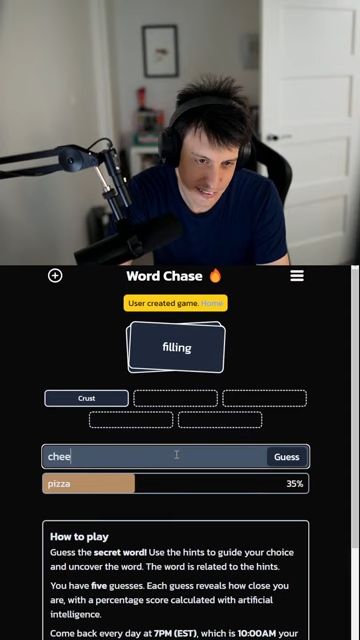 Word Chase 🔥
User created game. Home
filling
Crust
chee
Guess
pizza
35%
How to play
Guess the secret word! Use the hints to guide your choice
and uncover the word. The word is related to the hints.
You have five guesses. Each guess reveals how close you
are, with a percentage score calculated with artificial
intelligence.
Come back every day at 7PM (EST), which is 10:00AM your